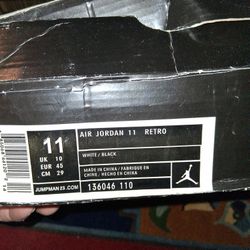 11 AIR JORDAN 11 RETRO
UK 10
EUR 45 WHITE/BLACK
CM 29
MADE IN CHINA / FABRIQUE EN
CHINE / HECHO EN CHINA
JUMPMAN23.COM 136046 110